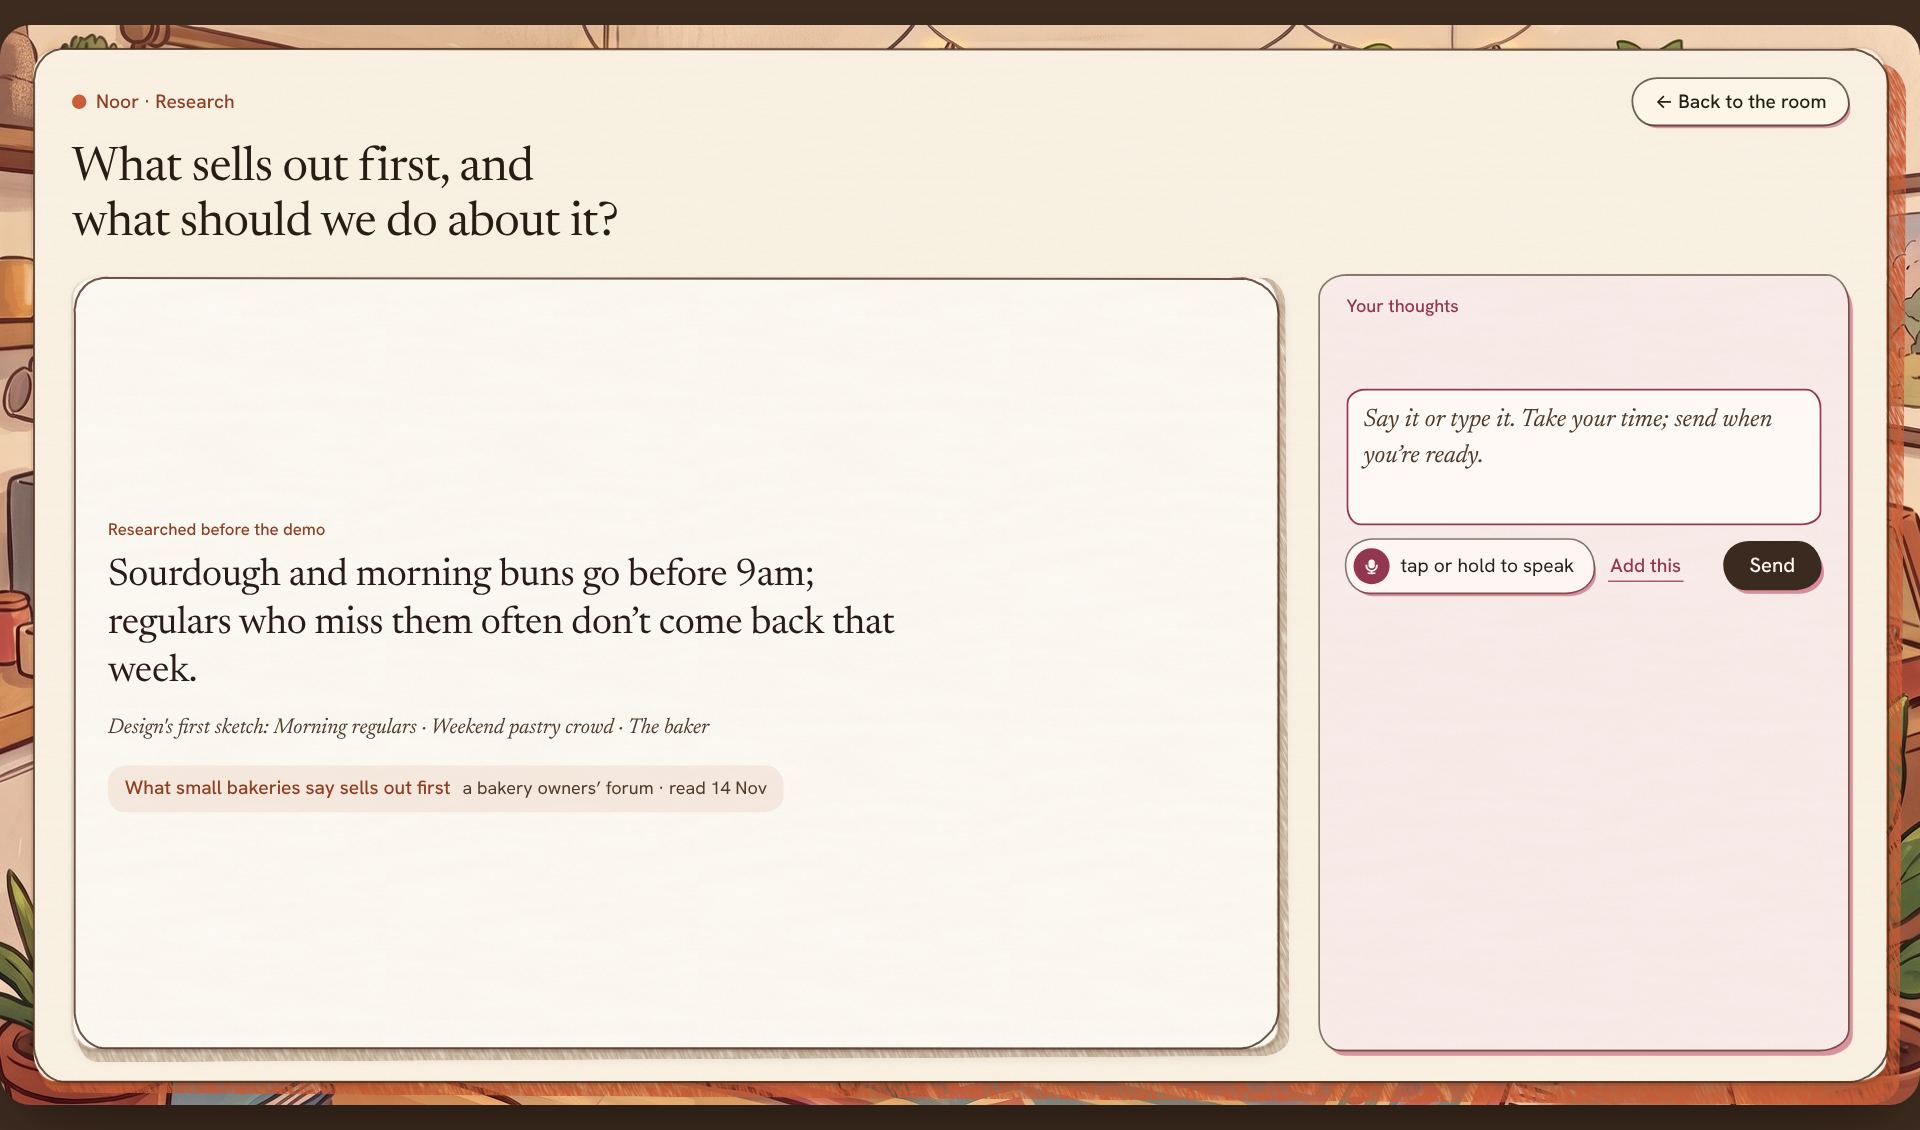 Noor · Research
← Back to the room
What sells out first, and
what should we do about it?
Researched before the demo
Sourdough and morning buns go before 9am;
regulars who miss them often don’t come back that
week.
Design's first sketch: Morning regulars · Weekend pastry crowd · The baker
What small bakeries say sells out first a bakery owners’ forum · read 14 Nov
Your thoughts
Say it or type it. Take your time; send when
you’re ready.
tap or hold to speak
Add this
Send